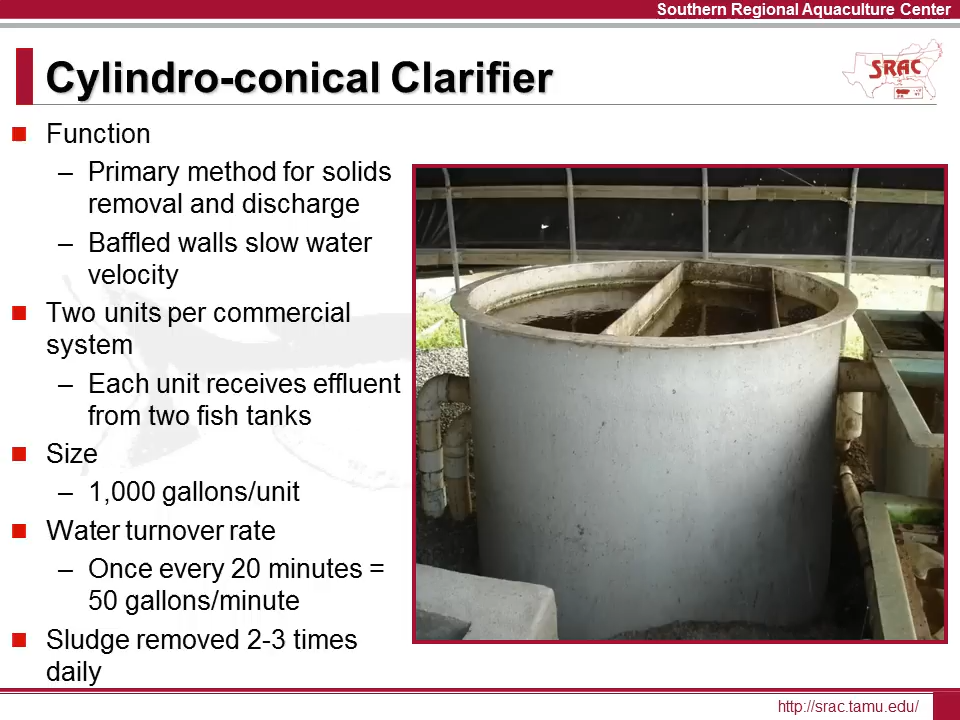 Southern Regional Aquaculture Center
Cylindro-conical Clarifier
SRAC
Function
– Primary method for solids
removal and discharge
– Baffled walls slow water
velocity
Two units per commercial
system
– Each unit receives effluent
from two fish tanks
Size
– 1,000 gallons/unit
Water turnover rate
– Once every 20 minutes =
50 gallons/minute
Sludge removed 2-3 times
daily
http://srac.tamu.edu/